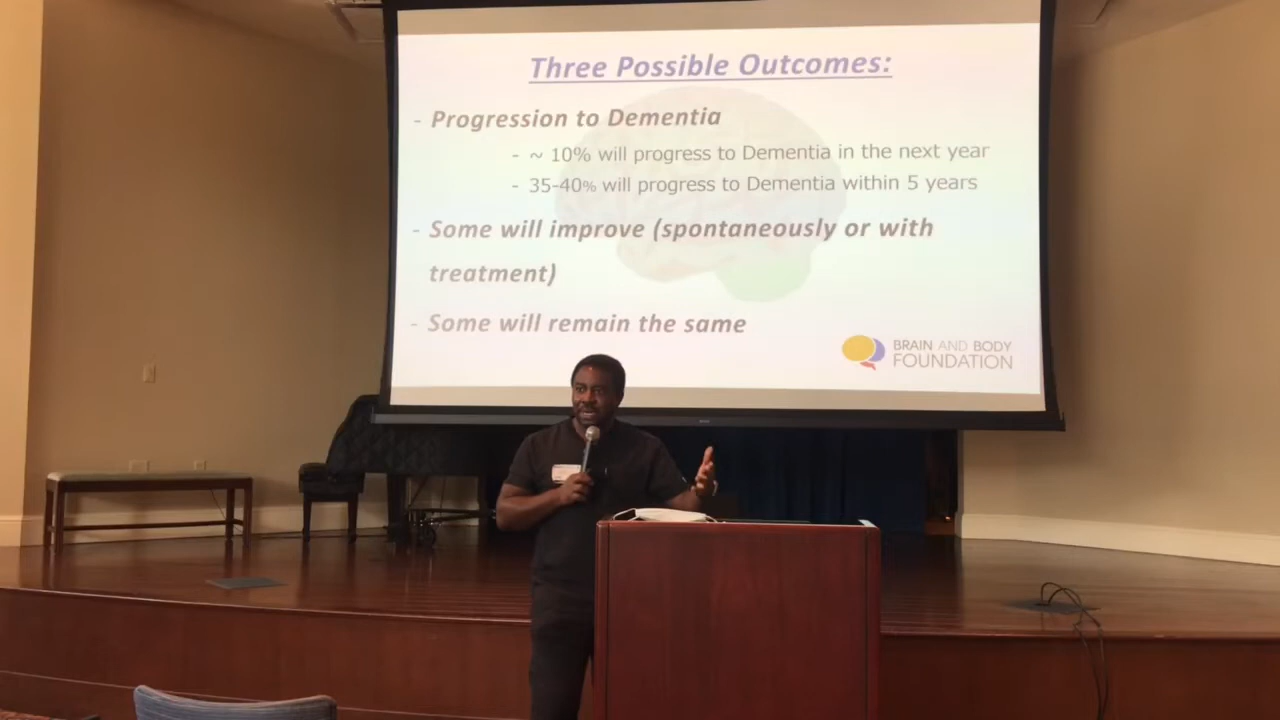 Three Possible Outcomes:
- Progression to Dementia
- ~ 10% will progress to Dementia in the next year
- 35-40% will progress to Dementia within 5 years
- Some will improve (spontaneously or with
treatment)
- Some will remain the same
BRAIN AND BODY
FOUNDATION